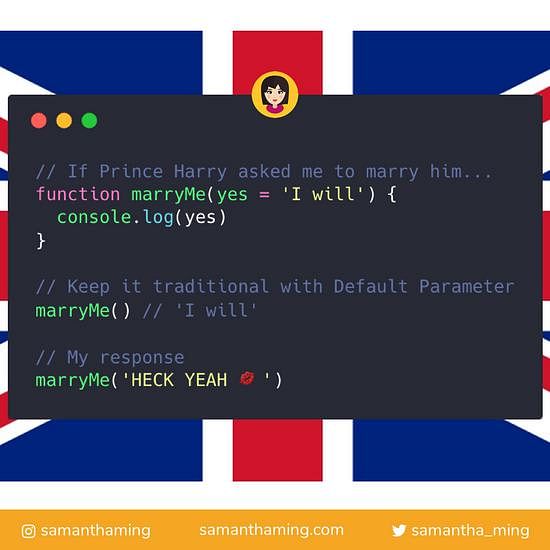 // If Prince Harry asked me to marry him...
function marryMe(yes = 'I will') {
  console.log(yes)
}
// Keep it traditional with Default Parameter
marryMe() // 'I will'
// My response
marryMe('HECK YEAH 💋 ')
samanthaming
samanthaming.com
samantha_ming